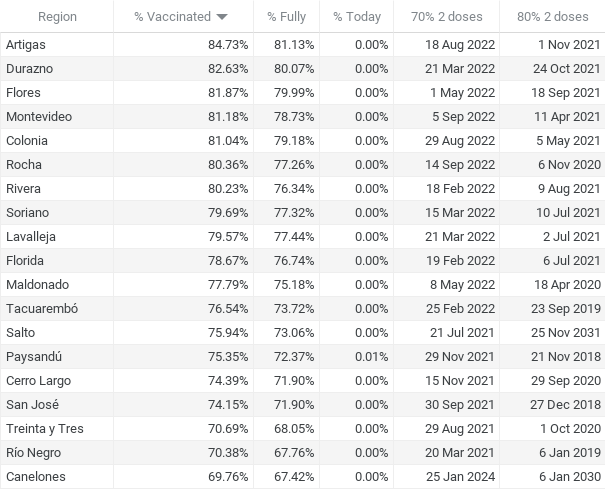 Region % Vaccinated % Fully % Today 70% 2 doses 80% 2 doses
Artigas 84.73% 81.13% 0.00% 18 Aug 2022 1 Nov 2021
Durazno 82.63% 80.07% 0.00% 21 Mar 2022 24 Oct 2021
Flores 81.87% 79.99% 0.00% 1 May 2022 18 Sep 2021
Montevideo 81.18% 78.73% 0.00% 5 Sep 2022 11 Apr 2021
Colonia 81.04% 79.18% 0.00% 29 Aug 2022 5 May 2021
Rocha 80.36% 77.26% 0.00% 14 Sep 2022 6 Nov 2020
Rivera 80.23% 76.34% 0.00% 18 Feb 2022 9 Aug 2021
Soriano 79.69% 77.32% 0.00% 15 Mar 2022 10 Jul 2021
Lavalleja 79.57% 77.44% 0.00% 21 Mar 2022 2 Jul 2021
Florida 78.67% 76.74% 0.00% 19 Feb 2022 6 Jul 2021
Maldonado 77.79% 75.18% 0.00% 8 May 2022 18 Apr 2020
Tacuarembó 76.54% 73.72% 0.00% 25 Feb 2022 23 Sep 2019
Salto 75.94% 73.06% 0.00% 21 Jul 2021 25 Nov 2031
Paysandú 75.35% 72.37% 0.01% 29 Nov 2021 21 Nov 2018
Cerro Largo 74.39% 71.90% 0.00% 15 Nov 2021 29 Sep 2020
San José 74.15% 71.90% 0.00% 30 Sep 2021 27 Dec 2018
Treinta y Tres 70.69% 68.05% 0.00% 29 Aug 2021 1 Oct 2020
Río Negro 70.38% 67.76% 0.00% 20 Mar 2021 6 Jan 2019
Canelones 69.76% 67.42% 0.00% 25 Jan 2024 6 Jan 2030